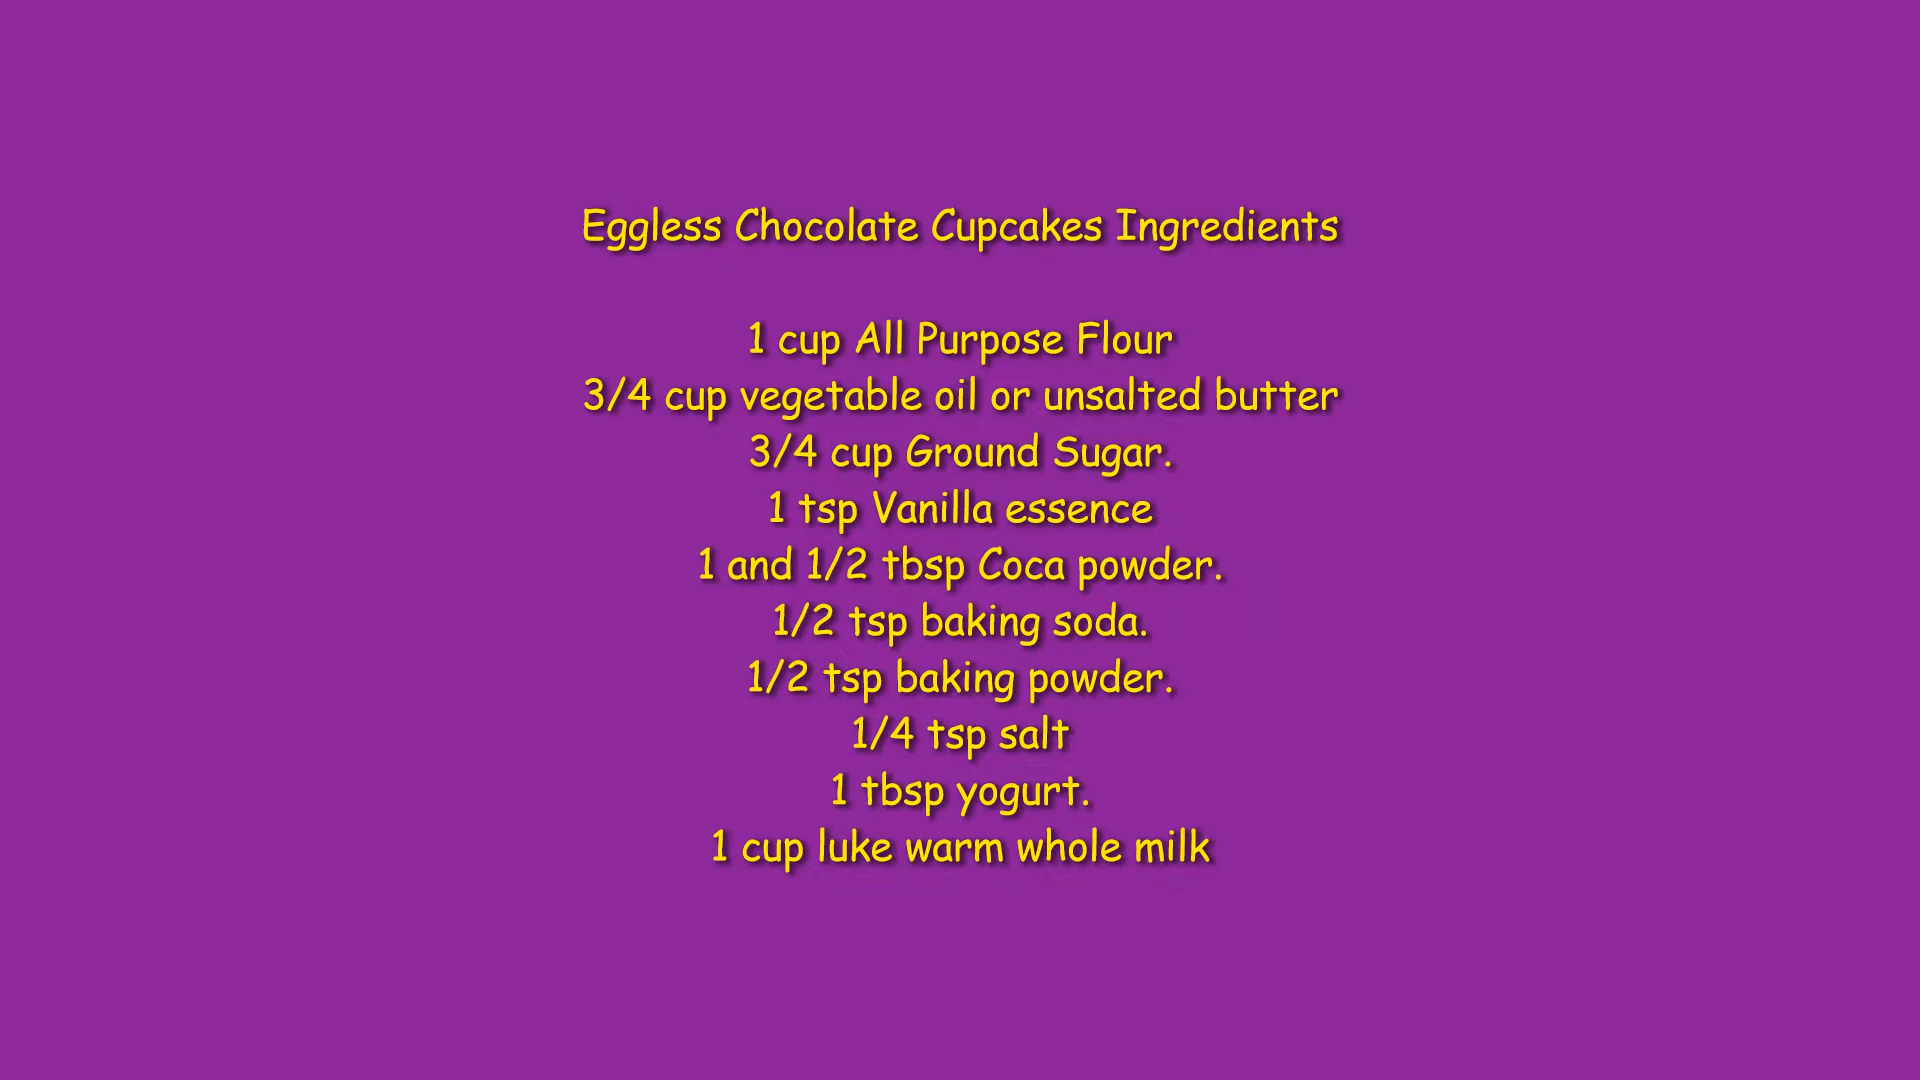 Eggless Chocolate Cupcakes Ingredients
1 cup All Purpose Flour
3/4 cup vegetable oil or unsalted butter
3/4 cup Ground Sugar.
1 tsp Vanilla essence
1 and 1/2 tbsp Coca powder.
1/2 tsp baking soda.
1/2 tsp baking powder.
1/4 tsp salt
1 tbsp yogurt.
1 cup luke warm whole milk